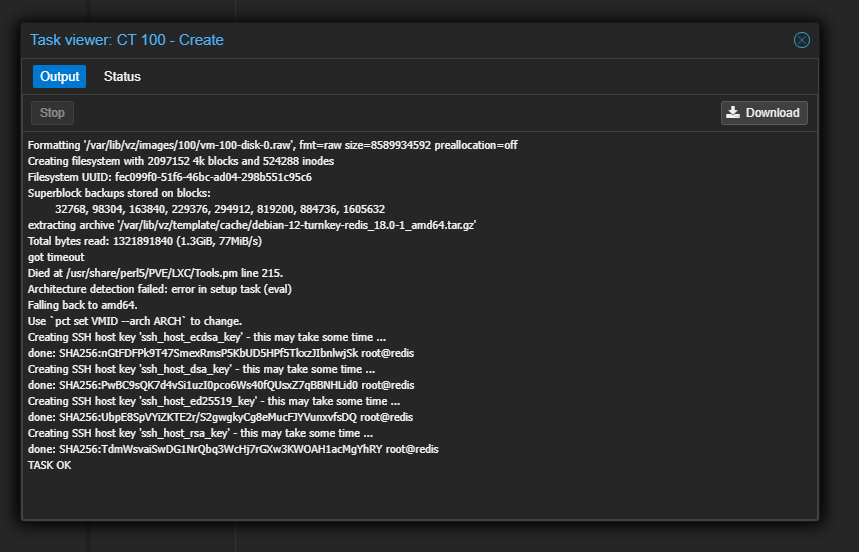 Task viewer: CT 100 - Create
Output Status
Stop Download
Formatting '/var/lib/vz/images/100/vm-100-disk-0.raw', fmt=raw size=8589934592 preallocation=off
Creating filesystem with 2097152 4k blocks and 524288 inodes
Filesystem UUID: fec099f0-51f6-46bc-ad04-298b551c95c6
Superblock backups stored on blocks:
32768, 98304, 163840, 229376, 294912, 819200, 884736, 1605632
extracting archive '/var/lib/vz/template/cache/debian-12-turnkey-redis_18.0-1_amd64.tar.gz'
Total bytes read: 1321891840 (1.3GiB, 77MiB/s)
got timeout
Died at /usr/share/perl5/PVE/LXC/Tools.pm line 215.
Architecture detection failed: error in setup task (eval)
Falling back to amd64.
Use `pct set VMID --arch ARCH` to change.
Creating SSH host key 'ssh_host_ecdsa_key' - this may take some time ...
done: SHA256:nGtFDFPk9T47SmexRmsP5KbUD5HPf5TkxzJIbnlwjSk root@redis
Creating SSH host key 'ssh_host_dsa_key' - this may take some time ...
done: SHA256:PwBC9sQK7d4vSi1uzI0pco6Ws40fQUsxZ7qBBNHLid0 root@redis
Creating SSH host key 'ssh_host_ed25519_key' - this may take some time ...
done: SHA256:UbpE8SpVYiZKTE2r/S2gwgkyCg8eMucFJYVunxvfsDQ root@redis
Creating SSH host key 'ssh_host_rsa_key' - this may take some time ...
done: SHA256:TdmWsvaiSwDG1NrQbq3WcHj7rGXw3KWOAH1acMgYhRY root@redis
TASK OK